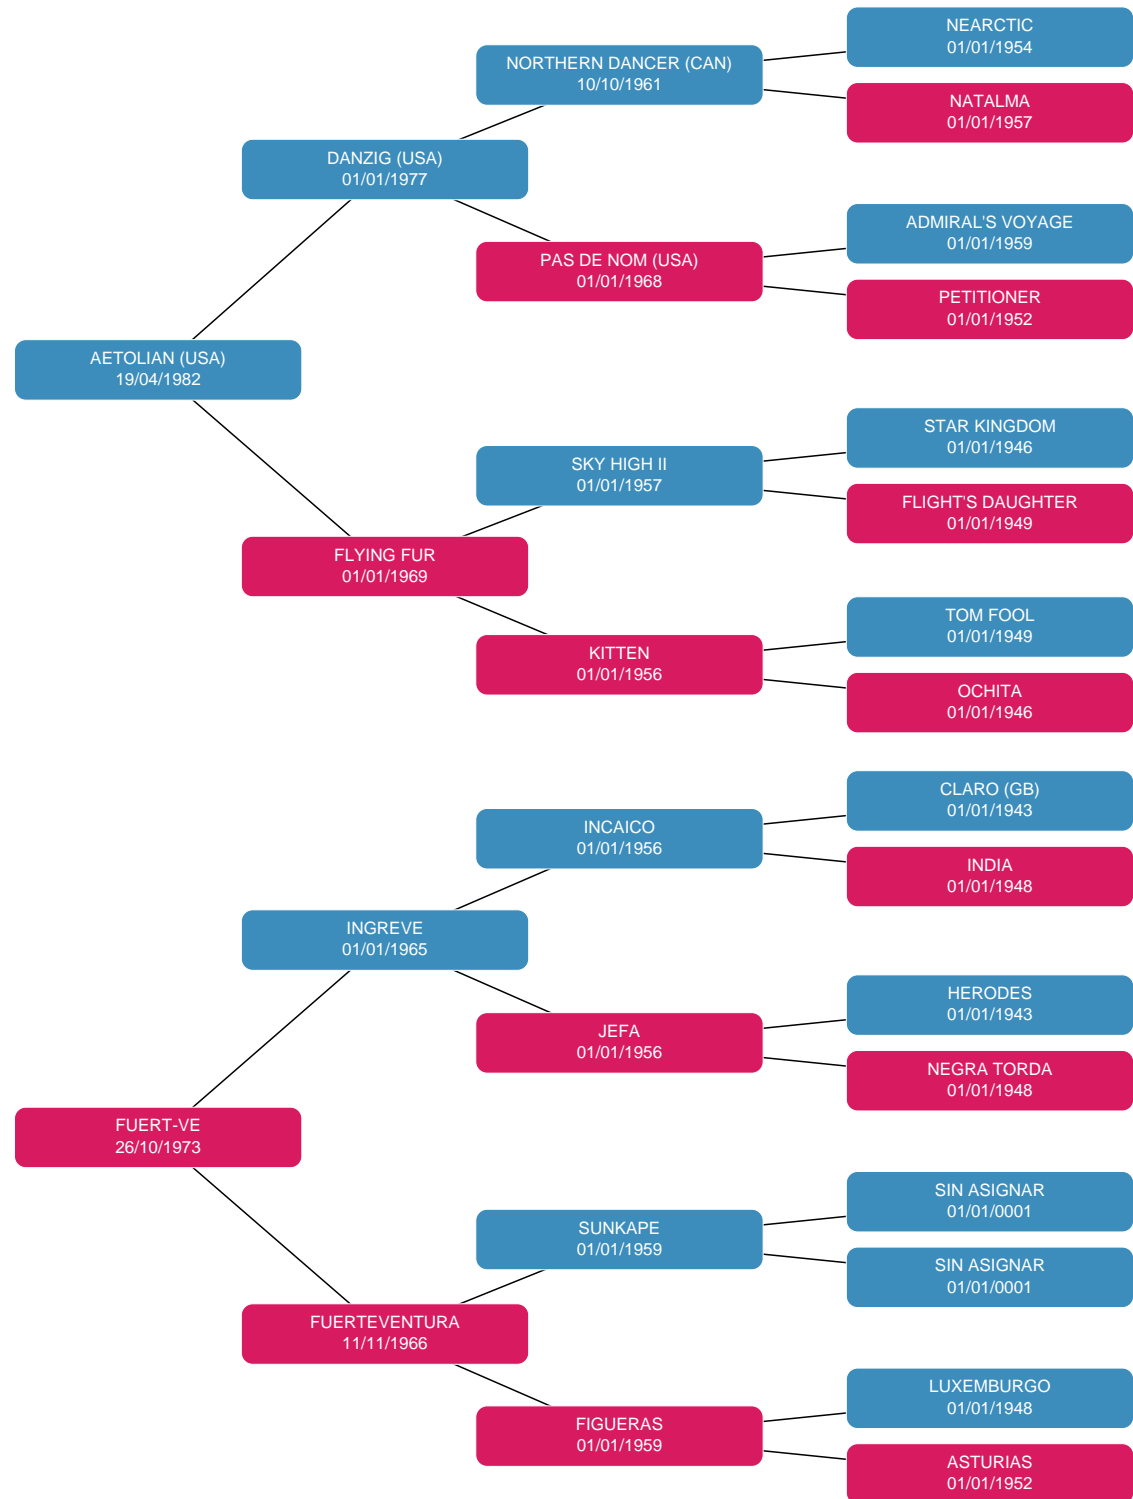 NEARCTIC
01/01/1954
NORTHERN DANCER (CAN)
10/10/1961
NATALMA
01/01/1957
DANZIG (USA)
01/01/1977
ADMIRAL'S VOYAGE
01/01/1959
PAS DE NOM (USA)
01/01/1968
PETITIONER
01/01/1952
AETOLIAN (USA)
19/04/1982
STAR KINGDOM
01/01/1946
SKY HIGH II
01/01/1957
FLIGHT'S DAUGHTER
01/01/1949
FLYING FUR
01/01/1969
TOM FOOL
01/01/1949
KITTEN
01/01/1956
OCHITA
01/01/1946
CLARO (GB)
01/01/1943
INCAICO
01/01/1956
INDIA
01/01/1948
INGREVE
01/01/1965
HERODES
01/01/1943
JEFA
01/01/1956
NEGRA TORDA
01/01/1948
FUERT-VE
26/10/1973
SIN ASIGNAR
01/01/0001
SUNKAPE
01/01/1959
SIN ASIGNAR
01/01/0001
FUERTEVENTURA
11/11/1966
LUXEMBURGO
01/01/1948
FIGUERAS
01/01/1959
ASTURIAS
01/01/1952